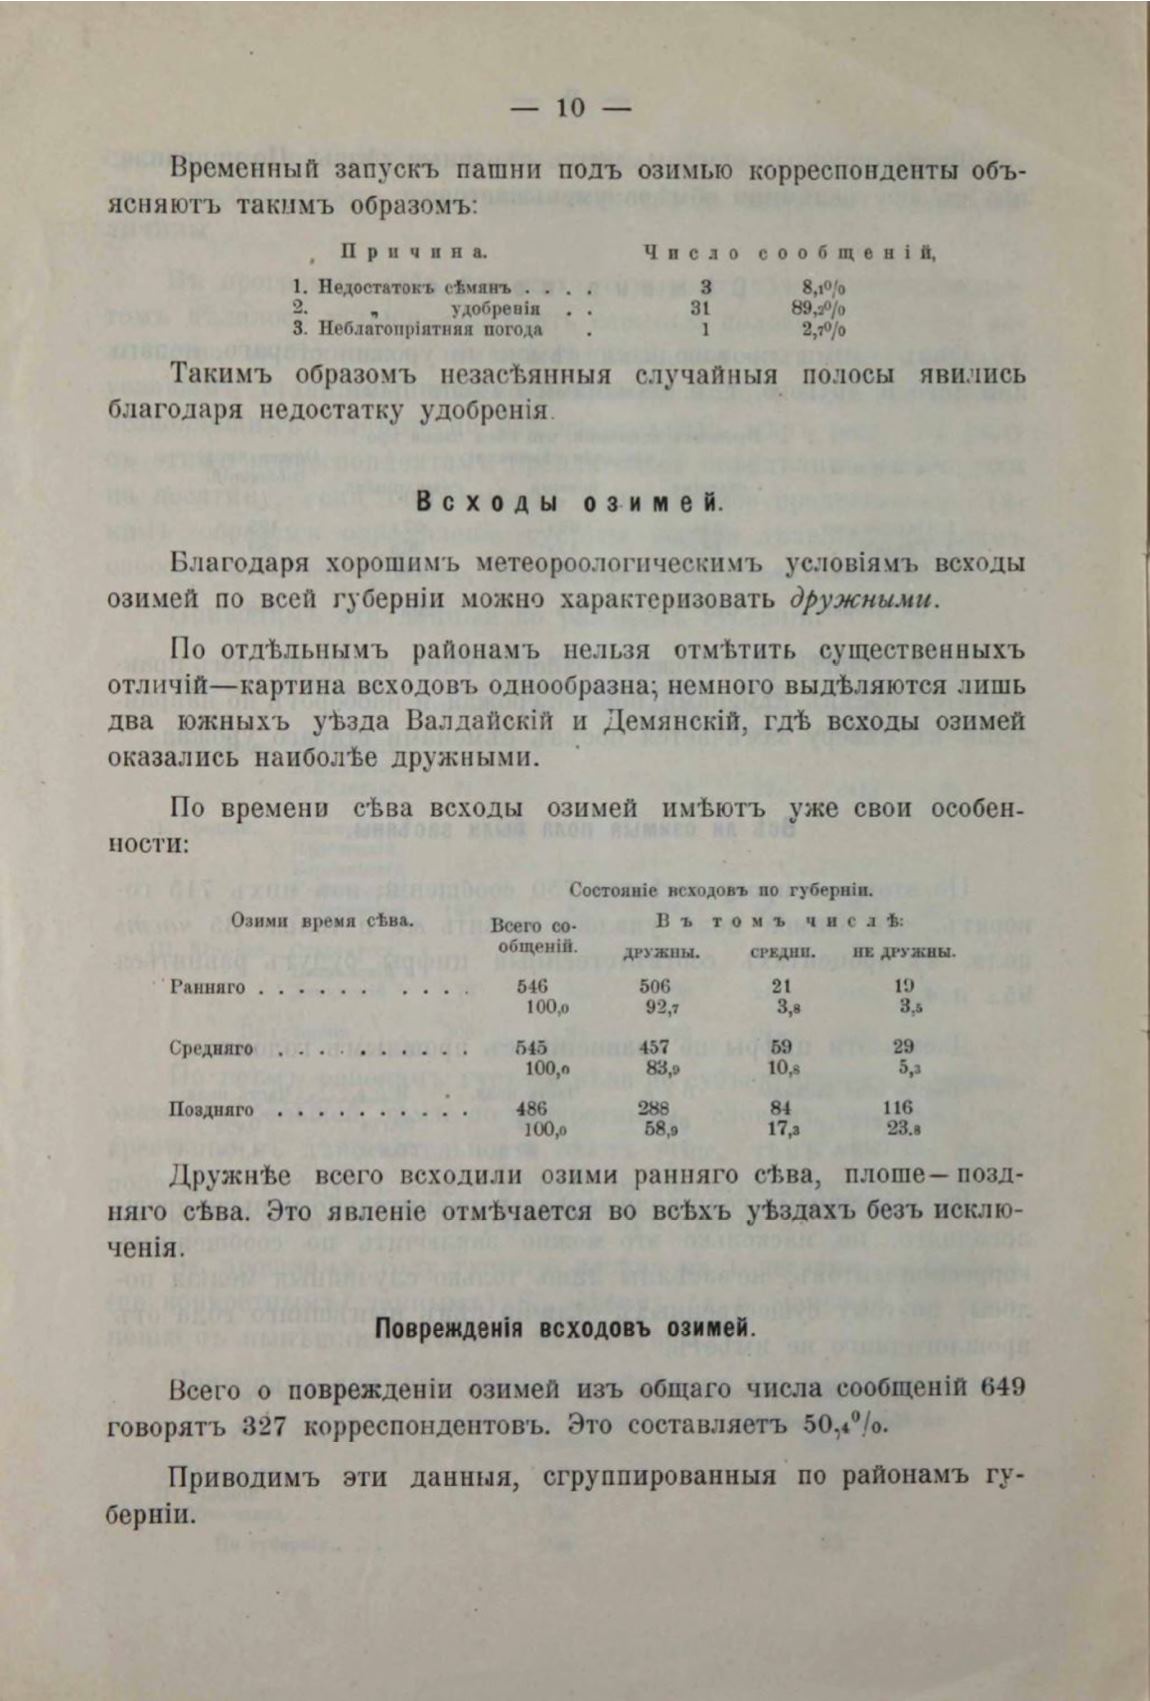 — 10 —
Временный запускъ пашни подъ озимью корреспонденты объ-
ясняютъ такимъ образомъ:
Причина. Число сообщеній,
1. Недостатокъ сѣмянъ . . . . 3 8,1%
2. „ удобренія . . 31 89,2%
3. Неблагопріятная погода . 1 2,7%
Такимъ образомъ незасѣянныя случайныя полосы явились
благодаря недостатку удобренія.
Всходы озимей.
Благодаря хорошимъ метеороологическимъ условіямъ всходы
озимей по всей губерніи можно характеризовать дружными.
По отдѣльнымъ районамъ нельзя отмѣтить существенныхъ
отличій—картина всходовъ однообразна; немного выдѣляются лишь
два южныхъ уѣзда Валдайскій и Демянскій, гдѣ всходы озимей
оказались наиболѣе дружными.
По времени сѣва всходы озимей имѣютъ уже свои особен-
ности:
Состояніе всходовъ по губерніи.
Озими время сѣва. Всего со- Въ томъ числѣ:
общеній. дружны. средни. не дружны.
Ранняго . . . . . . . . . . 546 506 21 19
100,0 92,7 3,8 3,5
Средняго . . . . . . . . . . 545 457 59 29
100,0 83,9 10,8 5,3
Поздняго . . . . . . . . . . 486 288 84 116
100,0 58,9 17,3 23.8
Дружнѣе всего всходили озими ранняго сѣва, плоше—позд-
няго сѣва. Это явленіе отмѣчается во всѣхъ уѣздахъ безъ исклю-
ченія.
Поврежденія всходовъ озимей.
Всего о поврежденіи озимей изъ общаго числа сообщеній 649
говорятъ 327 корреспондентовъ. Это составляетъ 50,4%.
Приводимъ эти данныя, сгруппированныя по районамъ гу-
берніи.